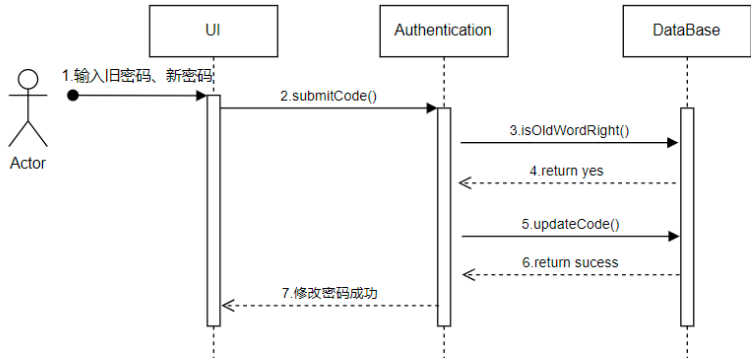 UI
Authentication
DataBase
1.输入旧密码、新密码
2.submitCode()
Actor
3.isOldWordRight()
4.return yes
5.updateCode()
6.return sucess
7.修改密码成功